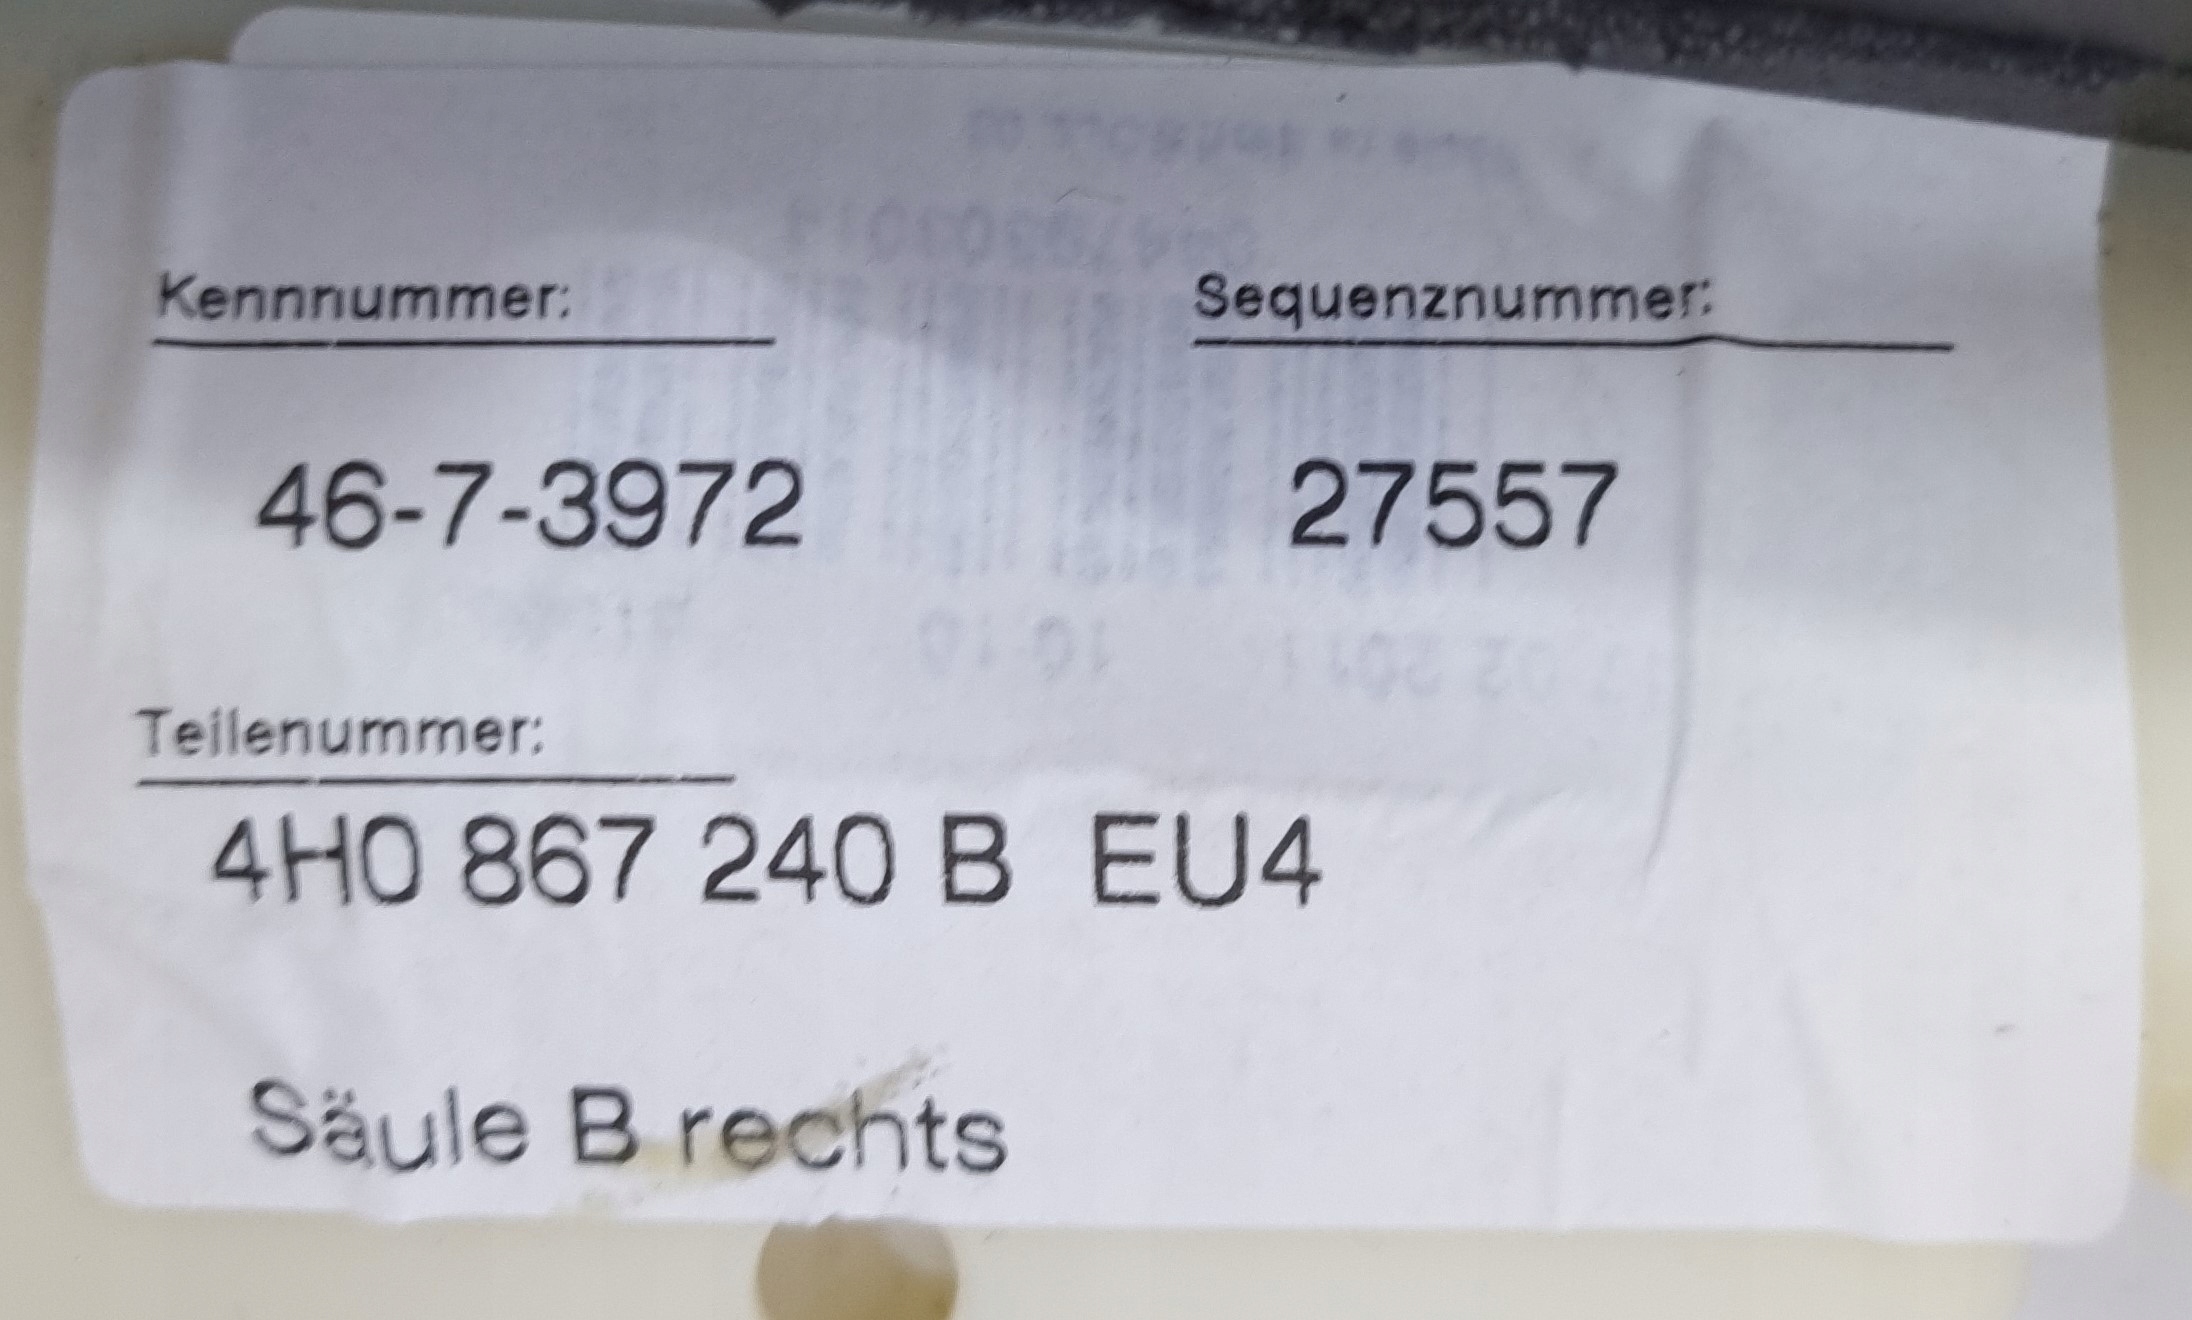 Kennnummer: Sequenznummer:
46-7-3972 27557
Teilenummer:
4H0 867 240 B EU4
Säule B rechts